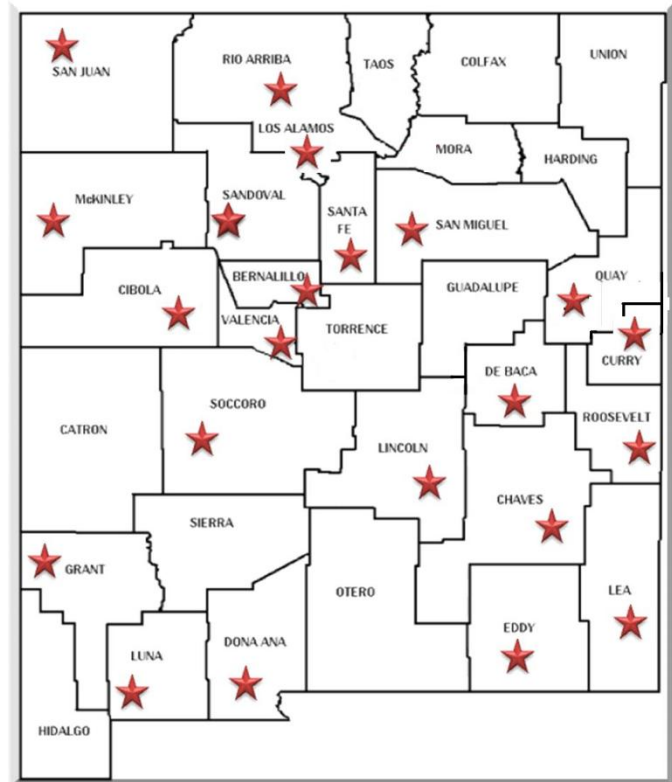 SAN JUAN
RIO ARRIBA
TAOS
COLFAX
UNION
LOS ALAMOS
MORA
HARDING
McKINLEY
SANDOVAL
SANTA
FE
SAN MIGUEL
BERNALILLO
CIBOLA
VALENCIA
TORRENCE
GUADALUPE
QUAY
CURRY
DE BACA
ROOSEVELT
CATRON
SOCCORO
LINCOLN
CHAVES
SIERRA
GRANT
OTERO
LEA
EDDY
LUNA
DONA ANA
HIDALGO